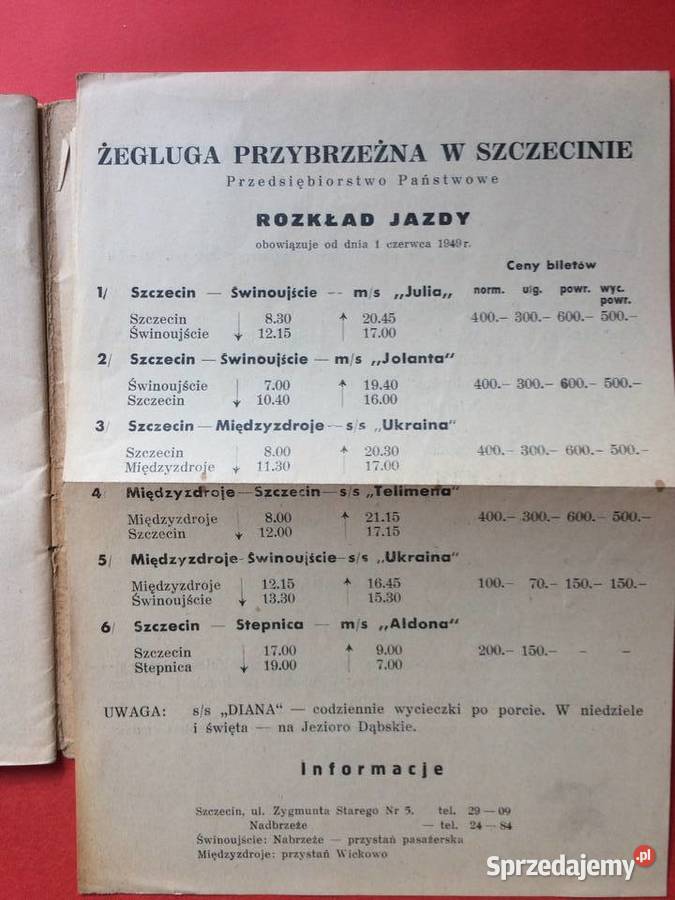 ŻEGLUGA PRZYBRZEŻNA W SZCZECINIE
Przedsiębiorstwo Państwowe
ROZKŁAD JAZDY
obowiązuje od dnia 1 czerwca 1949 r.
Ceny biletów
1/ Szczecin — Świnoujście — m/s „Julia„ norm. ulg. powr. wyc. powr.
Szczecin ↓ 8.30 ↑ 20.45 400.— 300.— 600.— 500.—
Świnoujście 12.15 17.00
2/ Szczecin — Świnoujście — m/s „Jolanta"
Świnoujście ↓ 7.00 ↑ 19.40 400.— 300.— 600.— 500.—
Szczecin 10.40 16.00
3/ Szczecin — Międzyzdroje — s/s „Ukraina"
Szczecin ↓ 8.00 ↑ 20.30 400.— 300.— 600.— 500.—
Międzyzdroje 11.30 17.00
4/ Międzyzdroje — Szczecin — s/s „Telimena"
Międzyzdroje ↓ 8.00 ↑ 21.15 400.— 300.— 600.— 500.—
Szczecin 12.00 17.15
5/ Międzyzdroje - Świnoujście — s/s „Ukraina"
Międzyzdroje ↓ 12.15 ↑ 16.45 100.— 70.— 150.— 150.—
Świnoujście 13.30 15.30
6/ Szczecin — Stepnica — m/s „Aldona"
Szczecin ↓ 17.00 ↑ 9.00 200.— 150.— – –
Stepnica 19.00 7.00
UWAGA: s/s „DIANA" — codziennie wycieczki po porcie. W niedziele
i święta — na Jezioro Dąbskie.
Informacje
Szczecin, ul. Zygmunta Starego Nr 5. tel. 29 — 09
Nadbrzeże — tel. 24 — 84
Świnoujście: Nabrzeże — przystań pasażerska
Międzyzdroje: przystań Wickowo
Sprzedajemy.pl